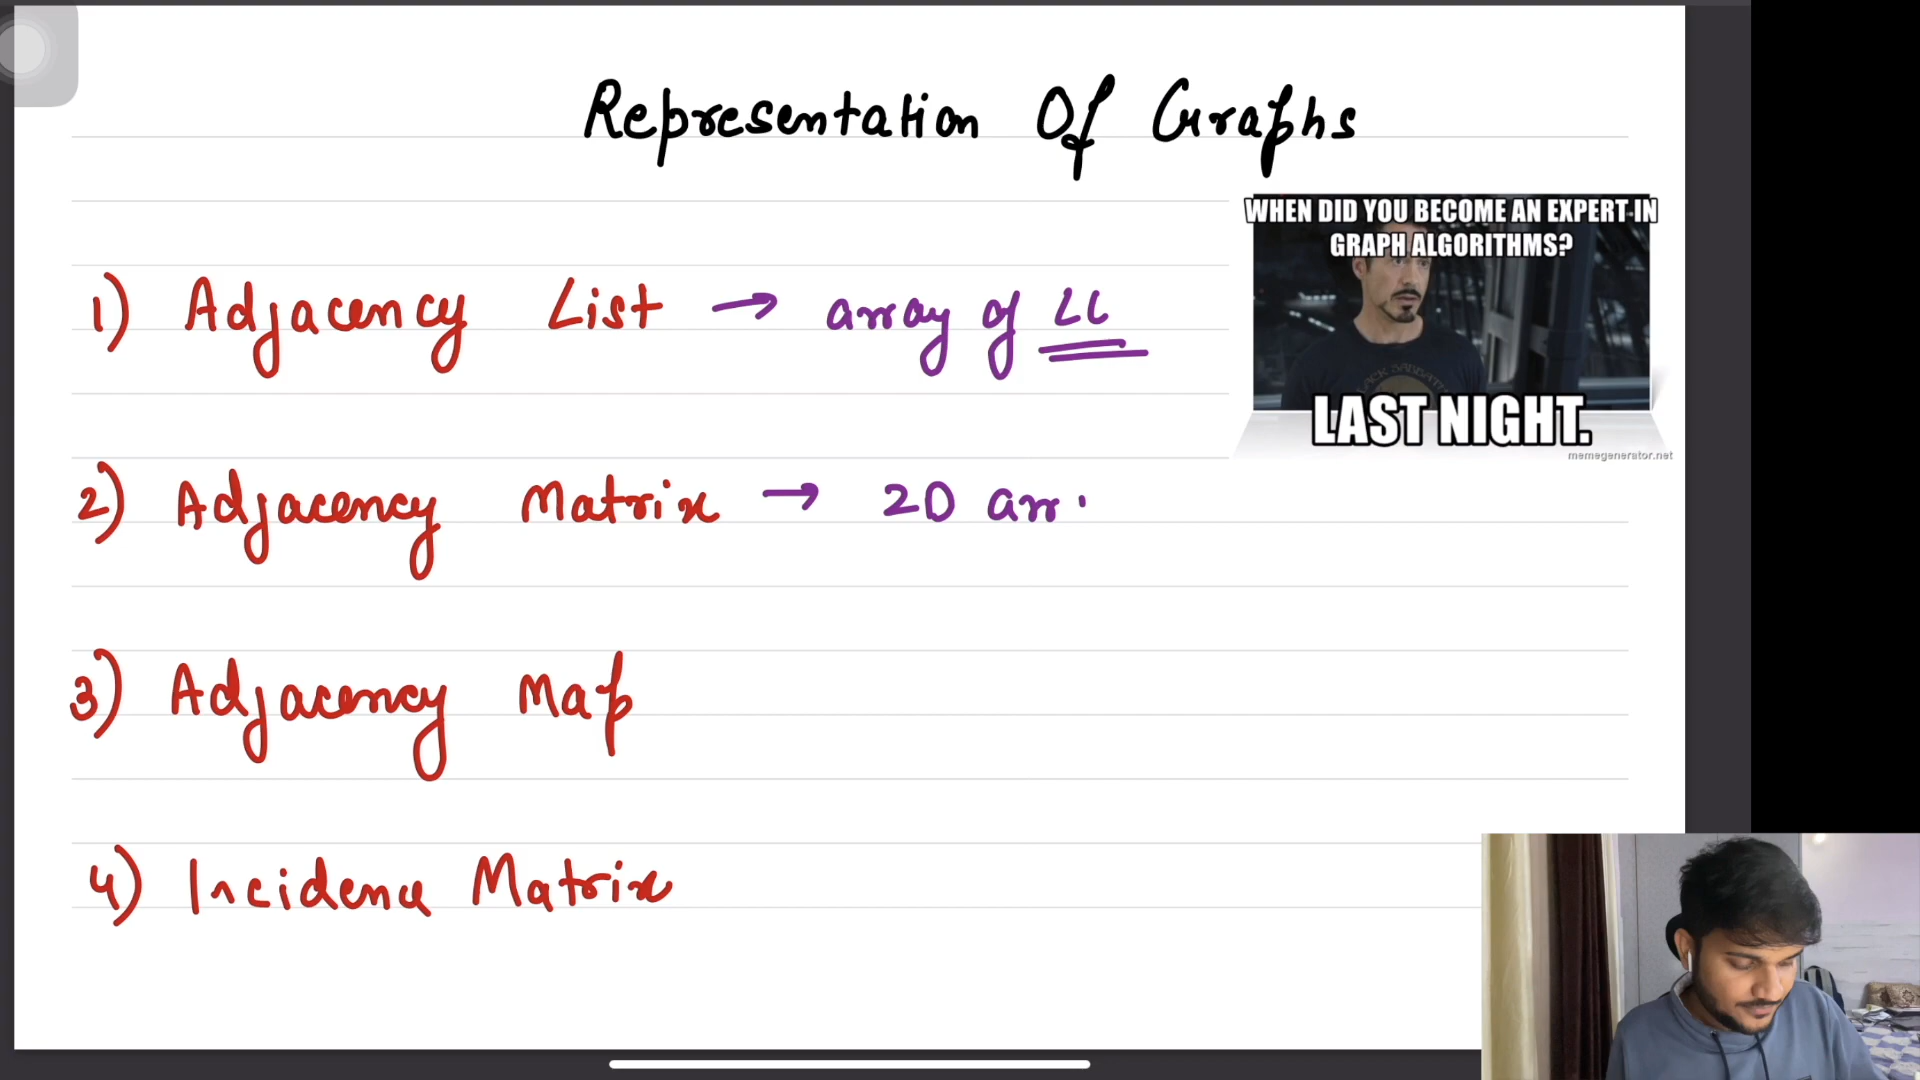 Representation Of Graphs
WHEN DID YOU BECOME AN EXPERT IN
GRAPH ALGORITHMS?
LAST NIGHT.
memegenerator.net
1) Adjacency List → array of LL
2) Adjacency Matrix → 2D arr
3) Adjacency Map
4) Incidence Matrix